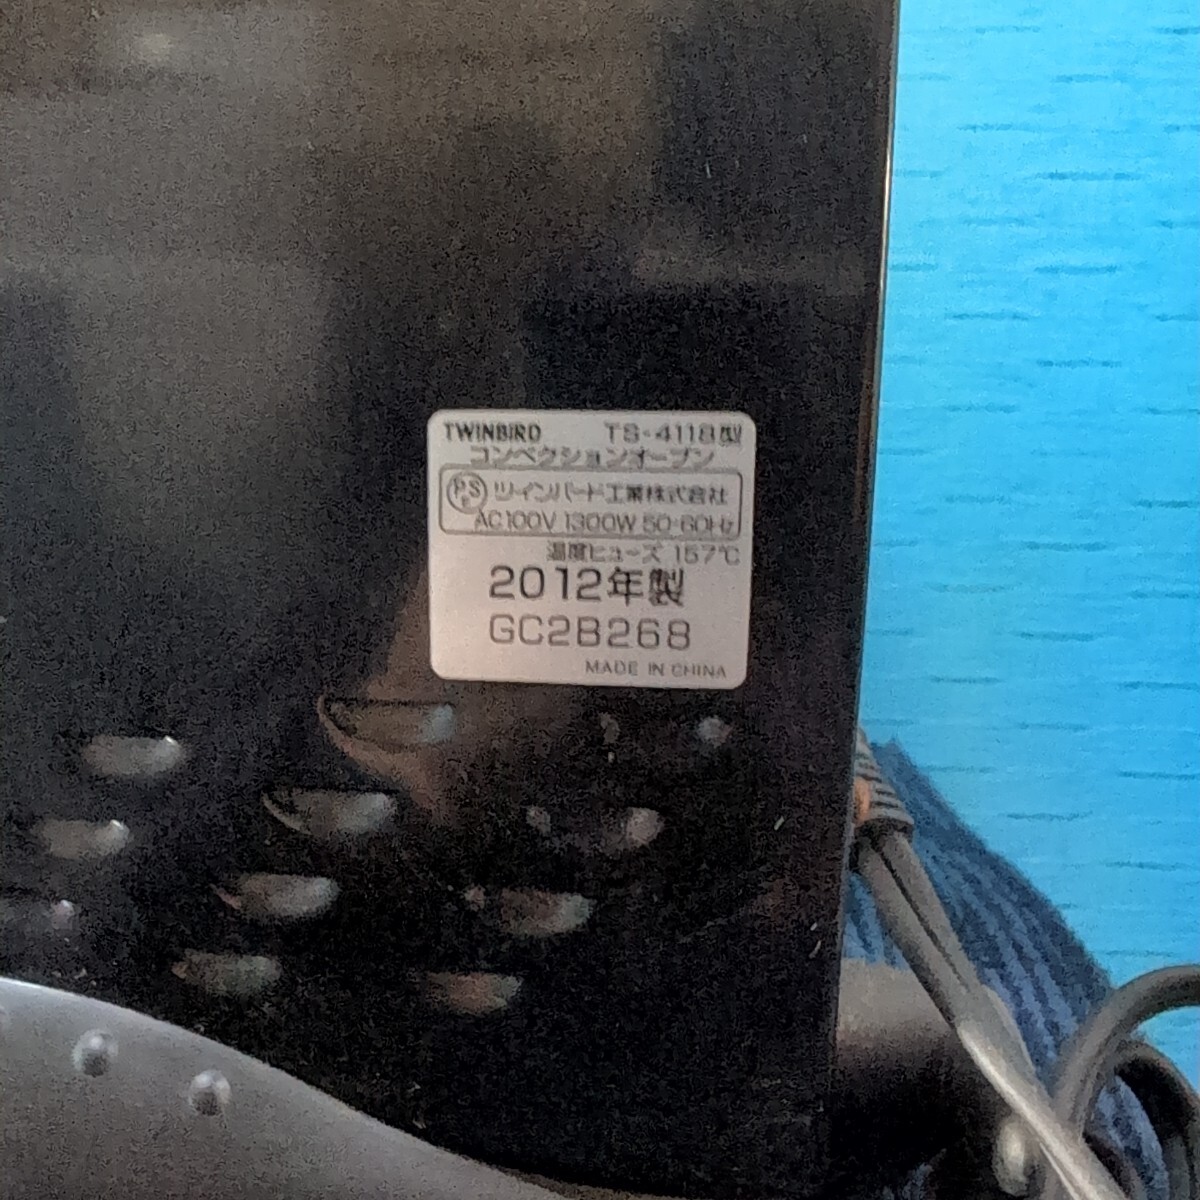 TWINBIRD TS-4118型
コンベクションオーブン
PSE ツインバード工業株式会社
AC100V 1300W 50-60Hz
温度ヒューズ 157℃
2012年製
GC2B268
MADE IN CHINA